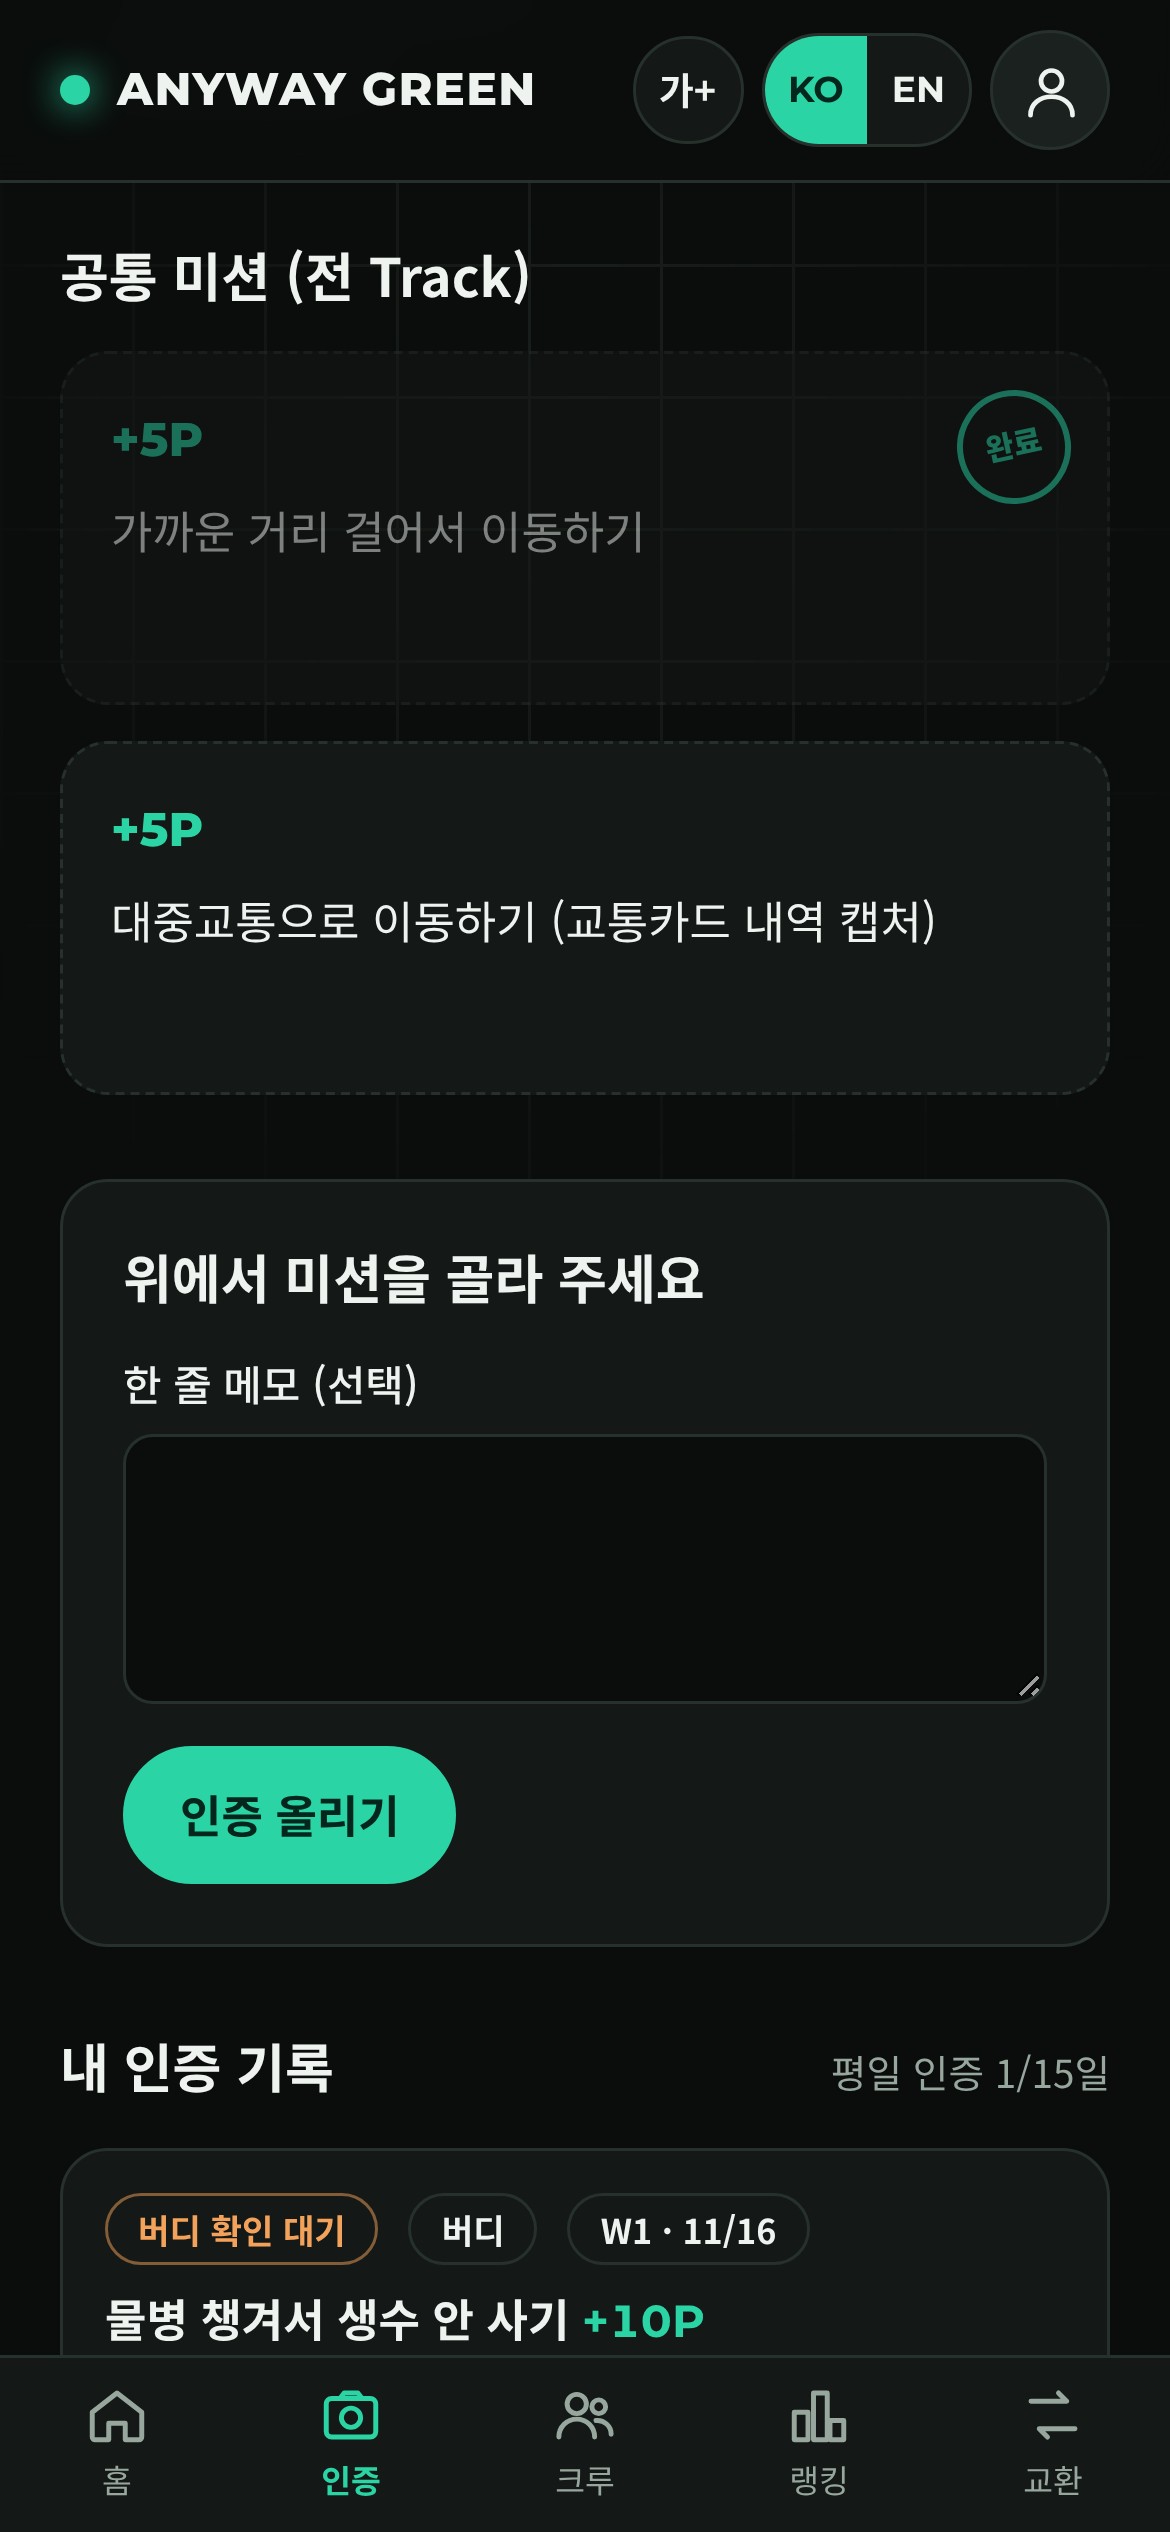 ANYWAY GREEN 가+ KO EN
공통 미션 (전 Track)
+5P
완료
가까운 거리 걸어서 이동하기
+5P
대중교통으로 이동하기 (교통카드 내역 캡처)
위에서 미션을 골라 주세요
한 줄 메모 (선택)
인증 올리기
내 인증 기록 평일 인증 1/15일
버디 확인 대기 버디 W1 · 11/16
물병 챙겨서 생수 안 사기 +10P
홈 인증 크루 랭킹 교환